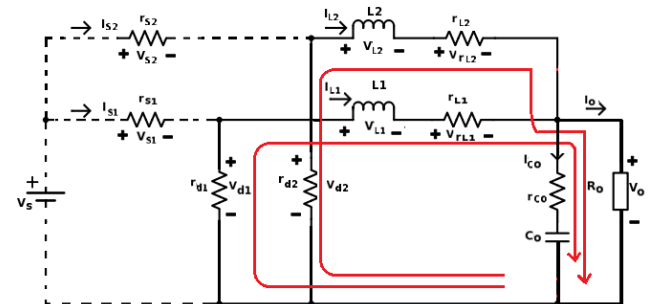 I_S2 r_S2 + V_S2 - I_L2 L2 + V_L2 - r_L2 + V_rL2 -
I_S1 r_S1 + V_S1 - I_L1 L1 + V_L1 - r_L1 + V_rL1 - I_o
+ V_s r_d1 + V_d1 - r_d2 + V_d2 - I_Co r_Co C_o R_o + V_o -